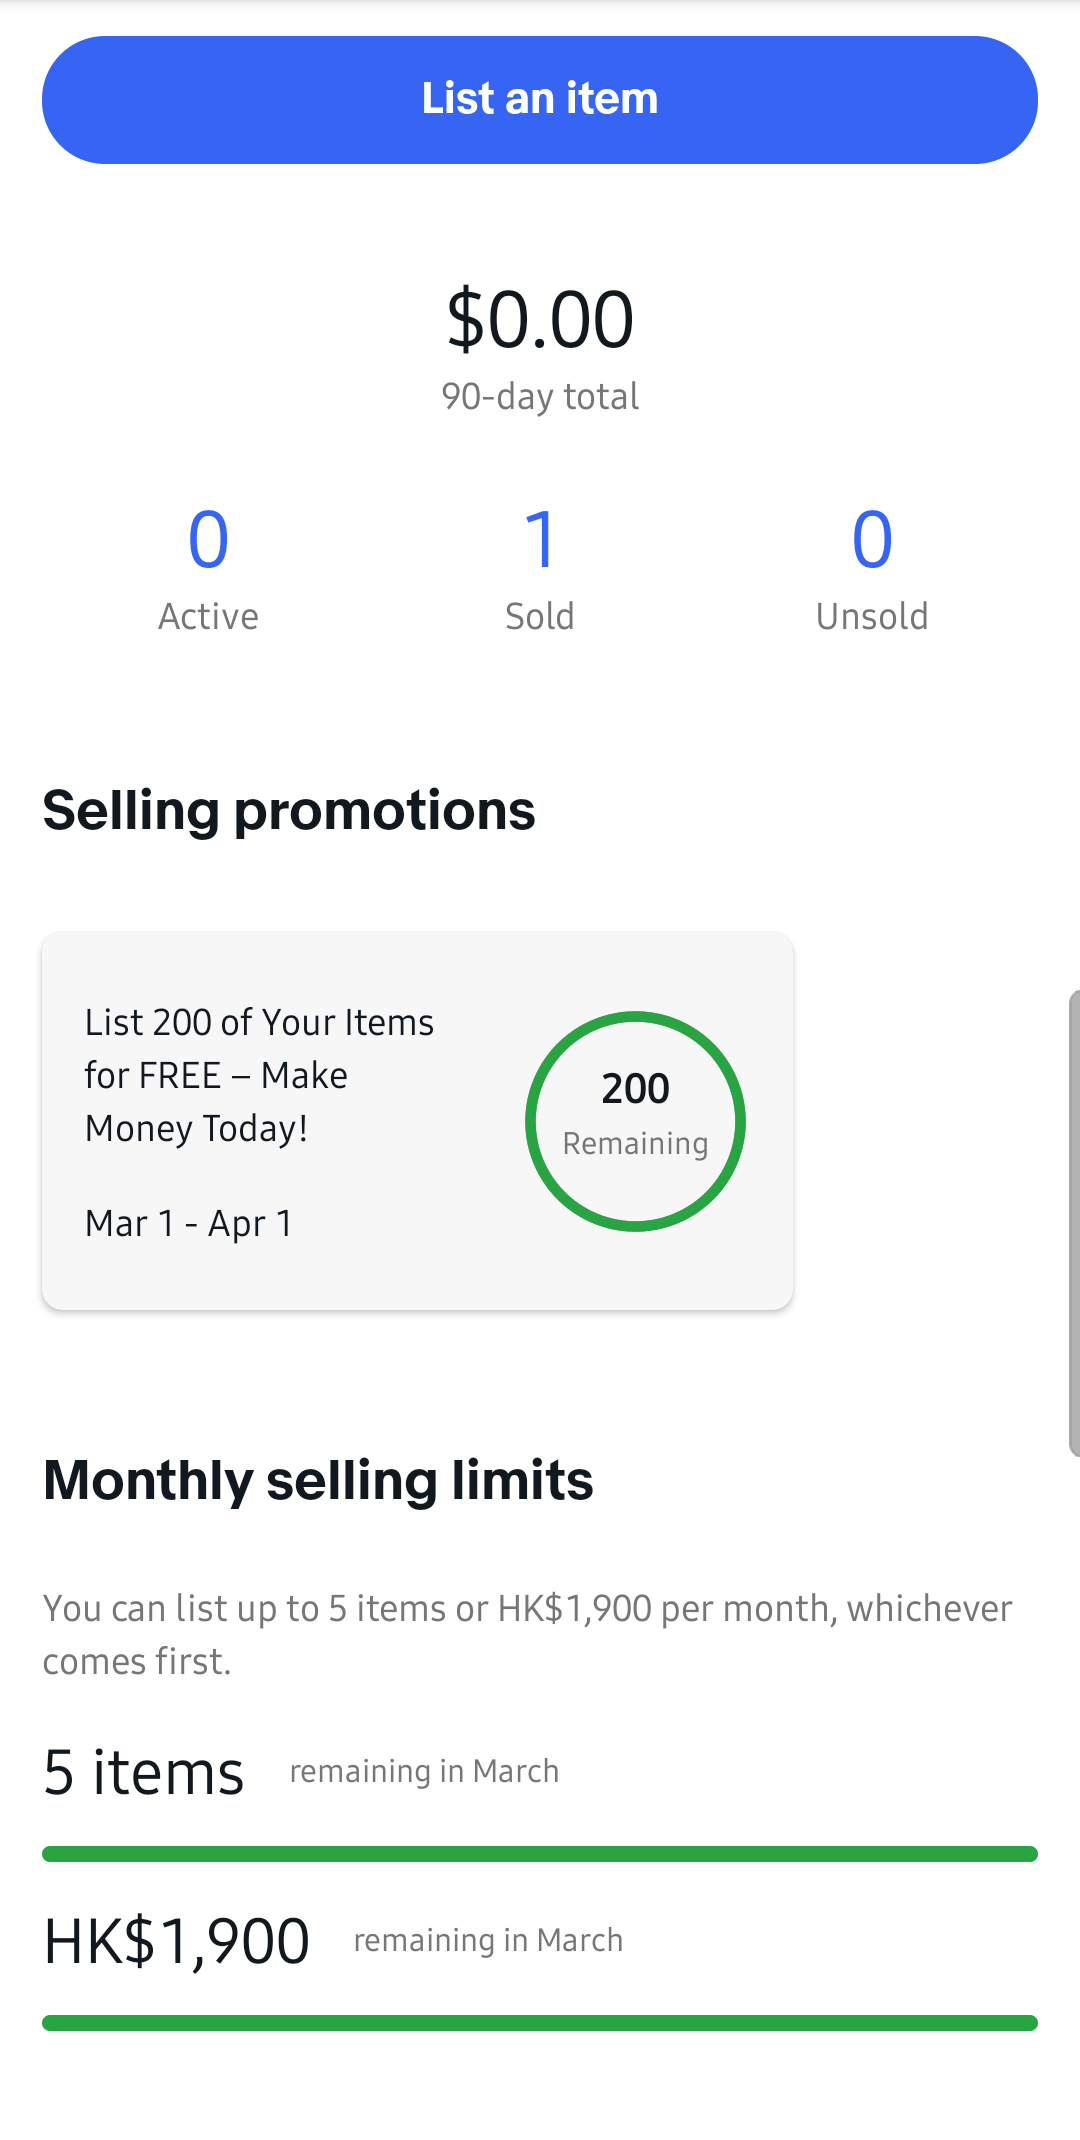 List an item
$0.00
90-day total
0
Active
1
Sold
0
Unsold
Selling promotions
List 200 of Your Items
for FREE – Make
Money Today!
Mar 1 - Apr 1
200
Remaining
Monthly selling limits
You can list up to 5 items or HK$1,900 per month, whichever
comes first.
5 items remaining in March
HK$1,900 remaining in March